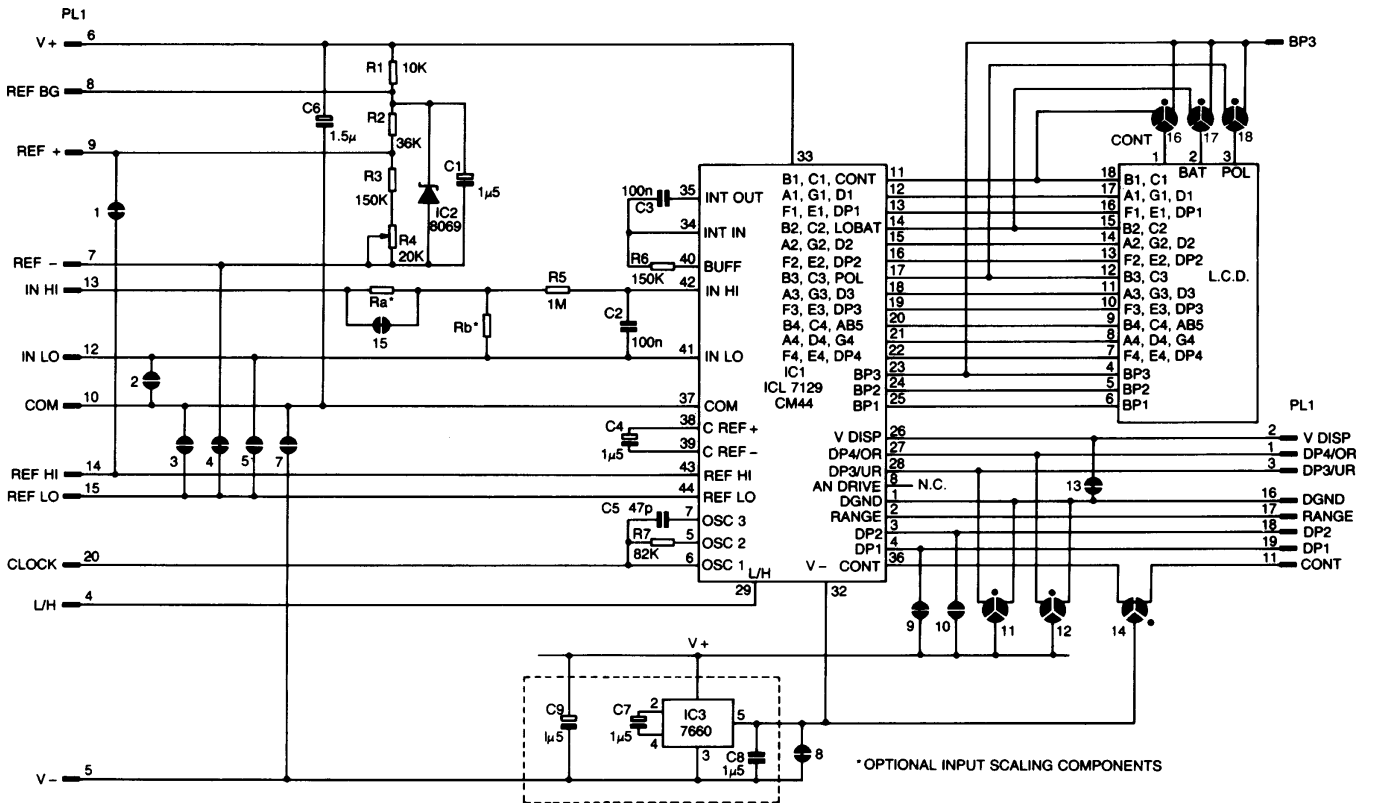 PL1
V + 6
REF BG 8
REF + 9
REF - 7
IN HI 13
IN LO 12
COM 10
REF HI 14
REF LO 15
CLOCK 20
L/H 4
V - 5
R1 10K
R2
36K
R3
150K
R4
20K
C6
1.5µ
C1
1µ5
IC2
8069
1
Ra*
15
Rb*
R5
1M
C2
100n
2
3
4
5
7
100n
C3
R6
150K
C4
1µ5
C5 47p
R7
82K
35 INT OUT
34 INT IN
40 BUFF
42 IN HI
41 IN LO
37 COM
38 C REF +
39 C REF -
43 REF HI
44 REF LO
7 OSC 3
5 OSC 2
6 OSC 1
L/H
29
33
B1, C1, CONT 11
A1, G1, D1 12
F1, E1, DP1 13
B2, C2, LOBAT 14
A2, G2, D2 15
F2, E2, DP2 16
B3, C3, POL 17
A3, G3, D3 18
F3, E3, DP3 19
B4, C4, AB5 20
A4, D4, G4 21
F4, E4, DP4 22
IC1
ICL 7129
CM44
BP3 23
BP2 24
BP1 25
V DISP 26
DP4/OR 27
DP3/UR 28
AN DRIVE 8 N.C.
DGND 1
RANGE 2
DP2 3
DP1 4
CONT 36
V -
32
BP3
CONT 16
17
18
1
2
3
BAT
POL
18 B1, C1
17 A1, G1, D1
16 F1, E1, DP1
15 B2, C2
14 A2, G2, D2
13 F2, E2, DP2
12 B3, C3
11 A3, G3, D3
10 F3, E3, DP3
9 B4, C4, AB5
8 A4, D4, G4
7 F4, E4, DP4
4 BP3
5 BP2
6 BP1
L.C.D.
PL1
2 V DISP
1 DP4/OR
3 DP3/UR
16 DGND
17 RANGE
18 DP2
19 DP1
11 CONT
13
9
10
11
12
14
V +
C9
1µ5
C7
1µ5
2
4
IC3
7660
5
3
C8
1µ5
8
*OPTIONAL INPUT SCALING COMPONENTS